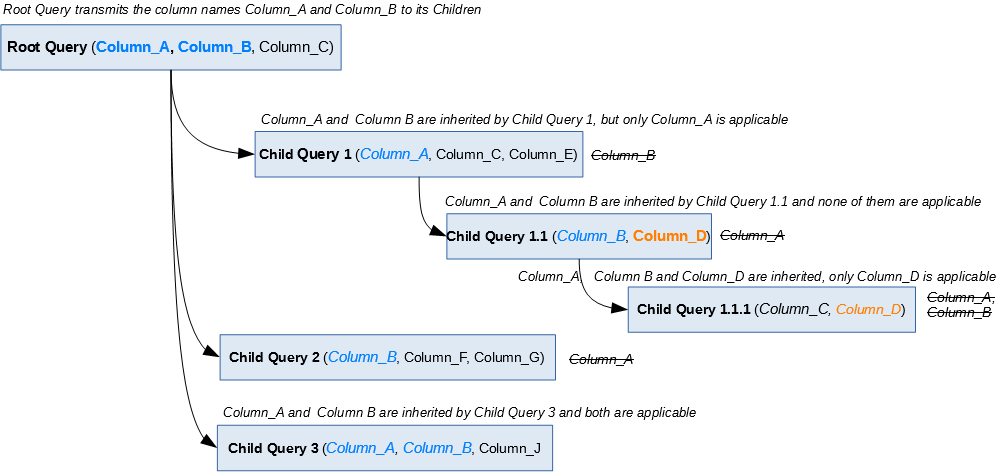 Root Query transmits the column names Column_A and Column_B to its Children
Root Query (Column_A, Column_B, Column_C)
Column_A and  Column B are inherited by Child Query 1, but only Column_A is applicable
Child Query 1 (Column_A, Column_C, Column_E)
Column_B
Column_A and  Column B are inherited by Child Query 1.1 and none of them are applicable
Child Query 1.1 (Column_B, Column_D)
Column_A
Column_A,   Column B and Column_D are inherited, only Column_D is applicable
Child Query 1.1.1 (Column_C, Column_D)
Column_A,
Column_B
Child Query 2 (Column_B, Column_F, Column_G)
Column_A
Column_A and  Column B are inherited by Child Query 3 and both are applicable
Child Query 3 (Column_A, Column_B, Column_J